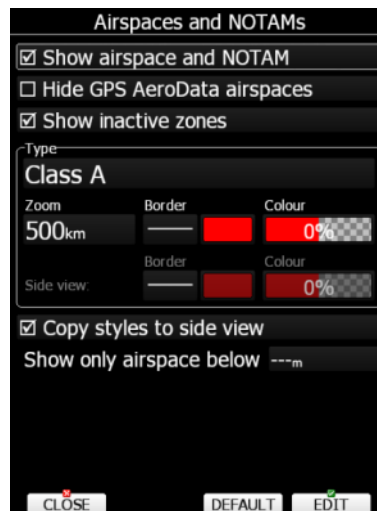 Airspaces and NOTAMs
Show airspace and NOTAM
Hide GPS AeroData airspaces
Show inactive zones
Type
Class A
Zoom Border Colour
500km 0%
Border Colour
Side view: 0%
Copy styles to side view
Show only airspace below ---m
CLOSE DEFAULT EDIT